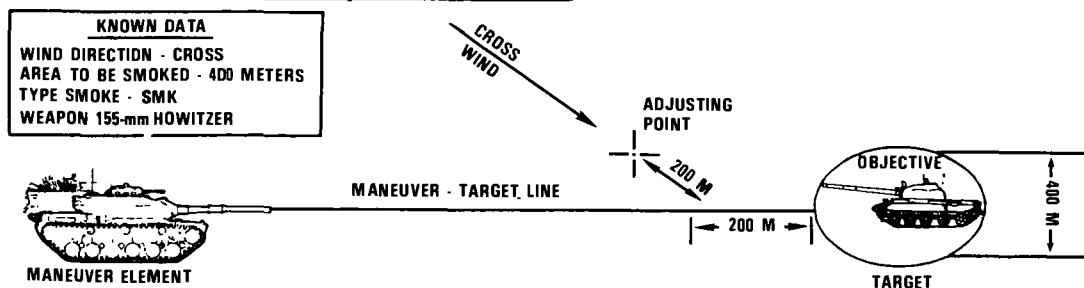 KNOWN DATA
WIND DIRECTION - CROSS
AREA TO BE SMOKED - 400 METERS
TYPE SMOKE - SMK
WEAPON 155-mm HOWITZER
CROSS
WIND
ADJUSTING
POINT
200 M
OBJECTIVE
400 M
MANEUVER - TARGET LINE
200 M
MANEUVER ELEMENT
TARGET